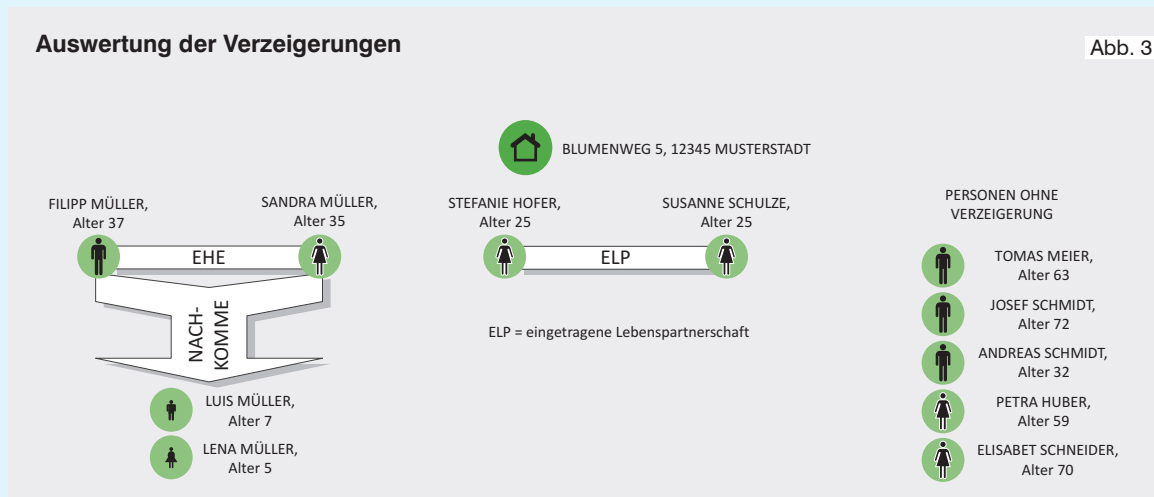 Auswertung der Verzeigerungen
Abb. 3
BLUMENWEG 5, 12345 MUSTERSTADT
FILIPP MÜLLER,
Alter 37
SANDRA MÜLLER,
Alter 35
EHE
NACH-
KOMME
LUIS MÜLLER,
Alter 7
LENA MÜLLER,
Alter 5
STEFANIE HOFER,
Alter 25
SUSANNE SCHULZE,
Alter 25
ELP
ELP = eingetragene Lebenspartnerschaft
PERSONEN OHNE
VERZEIGERUNG
TOMAS MEIER,
Alter 63
JOSEF SCHMIDT,
Alter 72
ANDREAS SCHMIDT,
Alter 32
PETRA HUBER,
Alter 59
ELISABET SCHNEIDER,
Alter 70